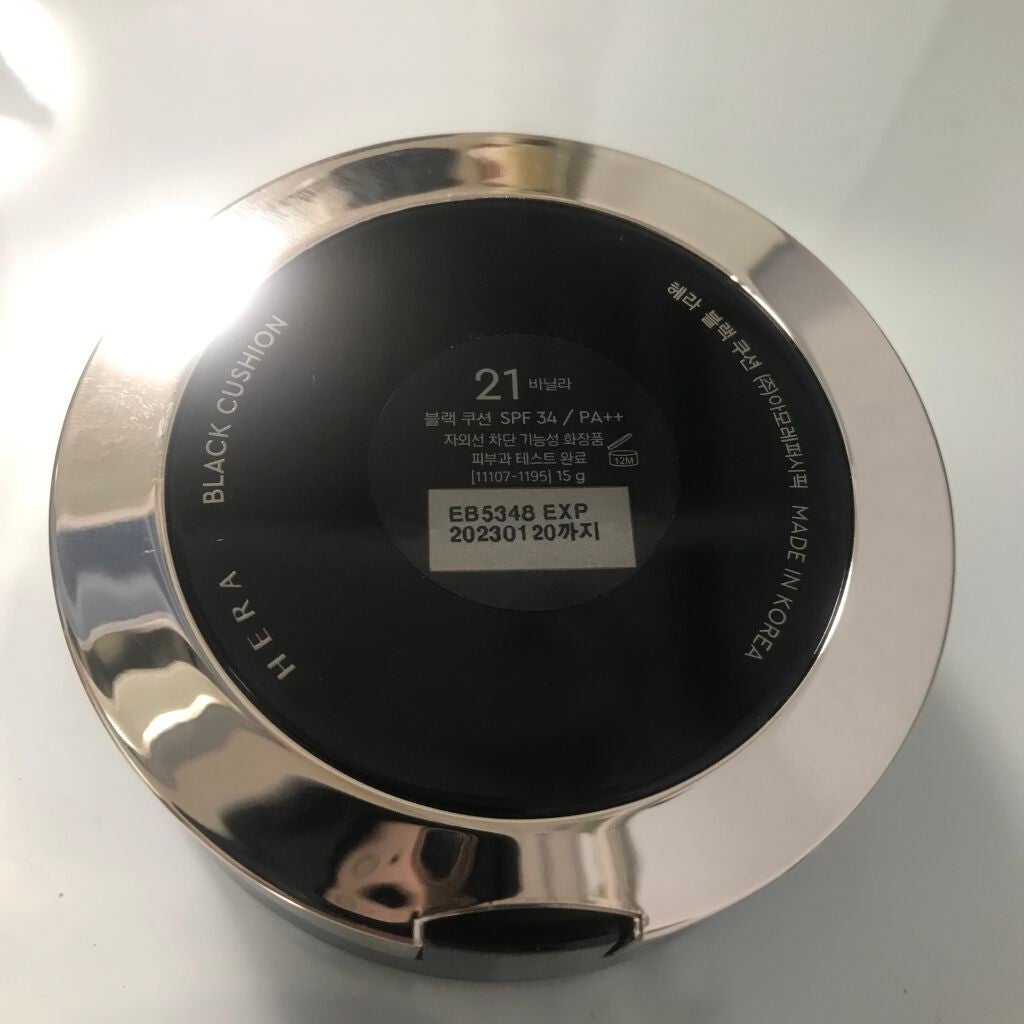 HERA · BLACK CUSHION
헤라 블랙 쿠션 (주)아모레퍼시픽 MADE IN KOREA
21 바닐라
블랙 쿠션 SPF 34 / PA++
자외선 차단 기능성 화장품
피부과 테스트 완료
12M
[11107-1195] 15 g
EB5348 EXP
20230120까지